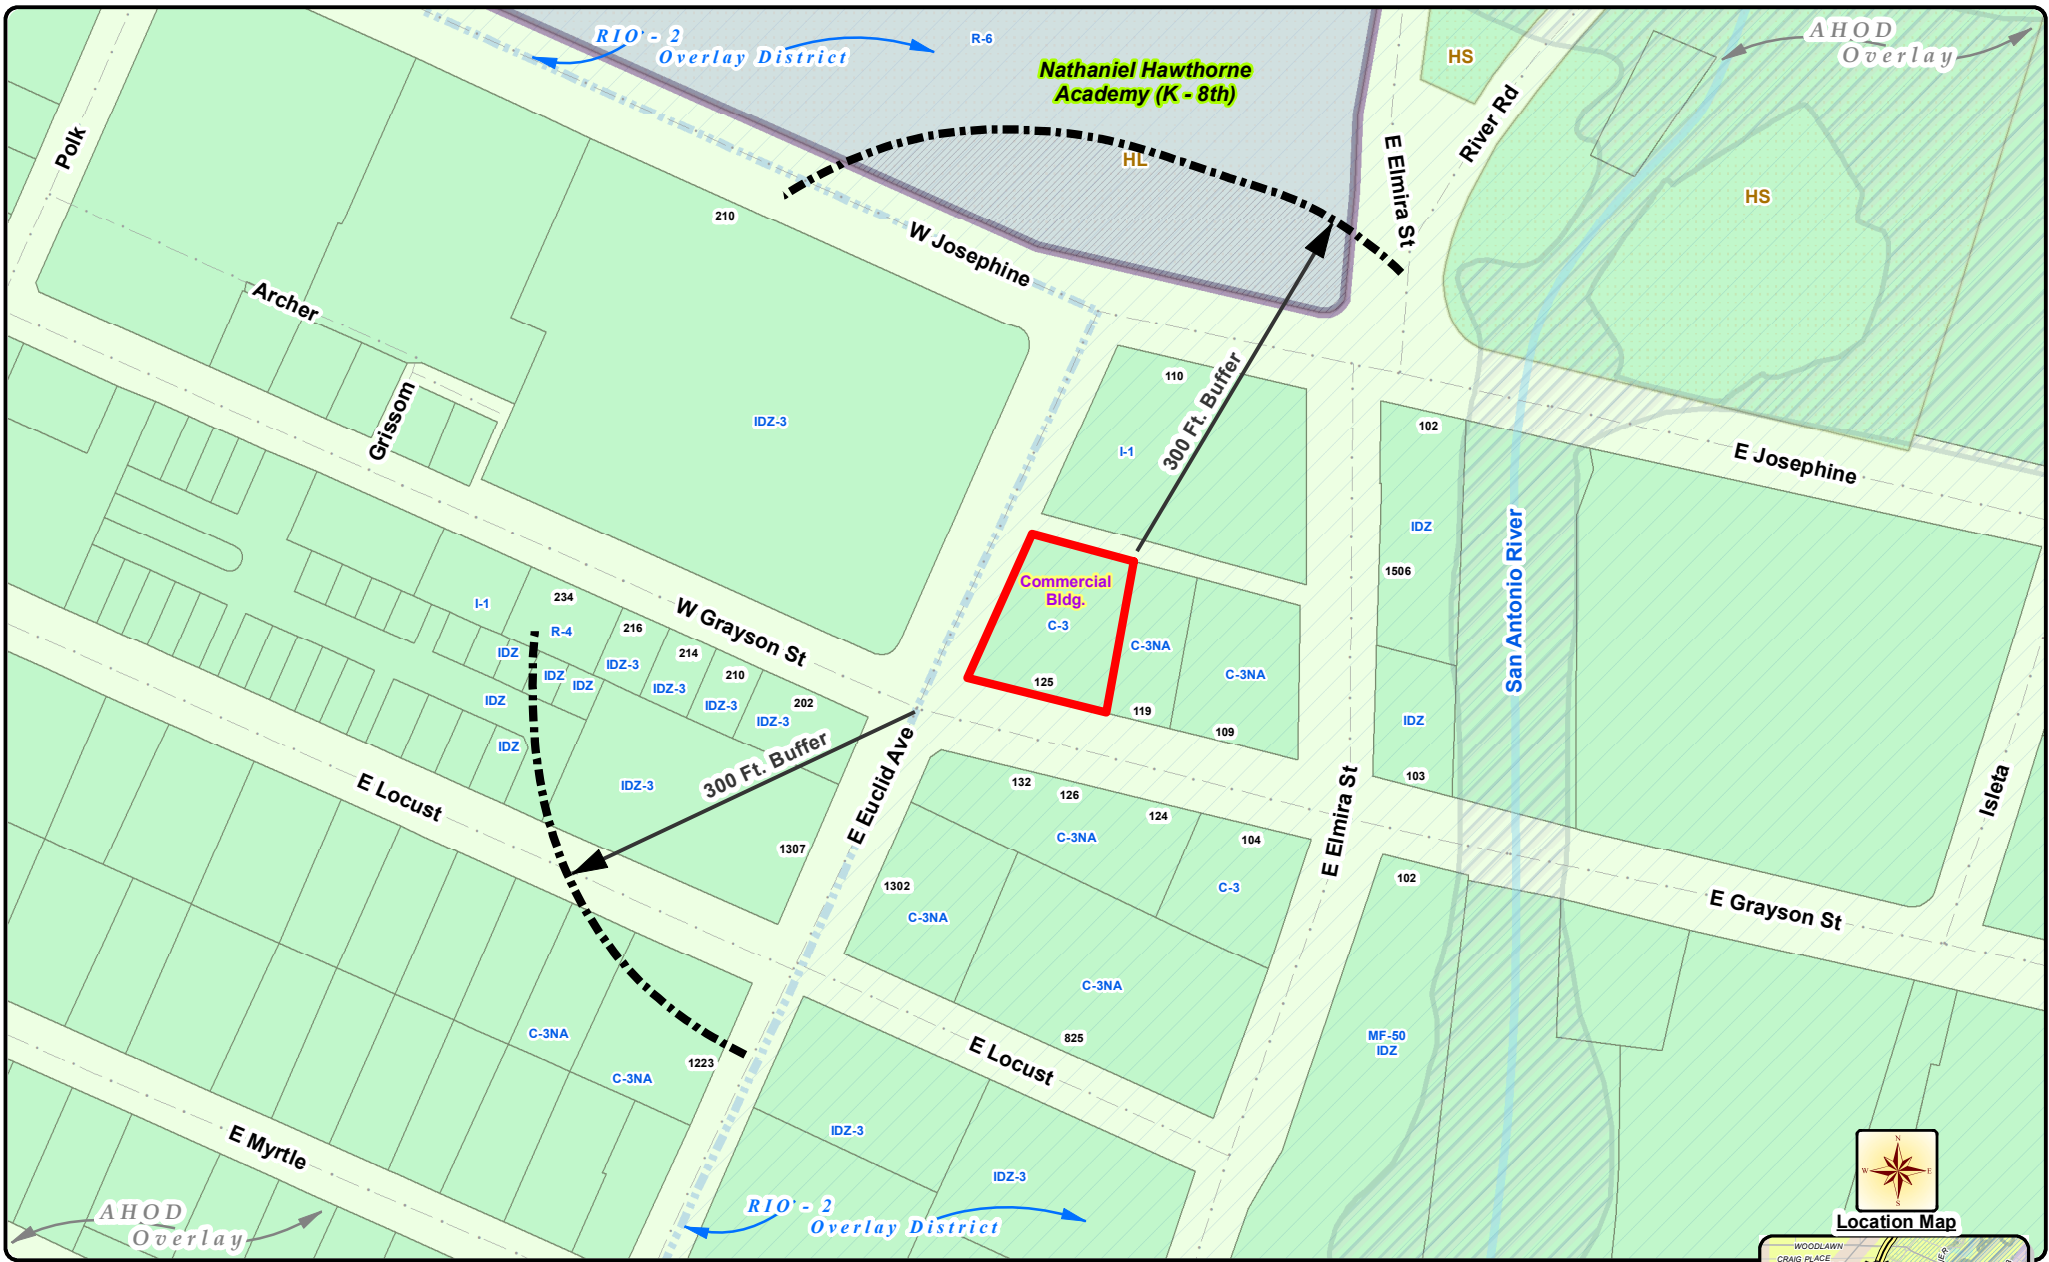 RIO - 2
Overlay District
R-6
Nathaniel Hawthorne
Academy (K - 8th)
HS
AHOD
Overlay
River Rd
E Elmira St
Polk
HL
HS
210
W Josephine
Archer
Grissom
IDZ-3
110
300 Ft. Buffer
I-1
102
E Josephine
IDZ
San Antonio River
1506
Commercial
Bldg.
C-3
125
C-3NA
C-3NA
119
109
IDZ
103
I-1
234
R-4
216
W Grayson St
214
210
202
IDZ
IDZ
IDZ
IDZ-3
IDZ-3
IDZ-3
IDZ-3
IDZ
IDZ
IDZ-3
300 Ft. Buffer
E Euclid Ave
E Locust
1307
132
126
124
104
C-3NA
C-3
E Elmira St
Isleta
102
E Grayson St
1302
C-3NA
C-3NA
825
E Locust
MF-50
IDZ
C-3NA
C-3NA
1223
E Myrtle
IDZ-3
IDZ-3
AHOD
Overlay
RIO - 2
Overlay District
N
W
E
S
Location Map
WOODLAWN
CRAIG PLACE